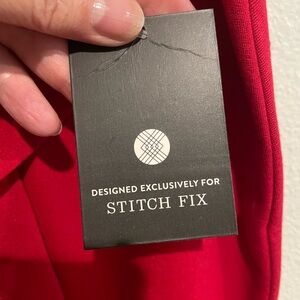 DESIGNED EXCLUSIVELY FOR
STITCH FIX